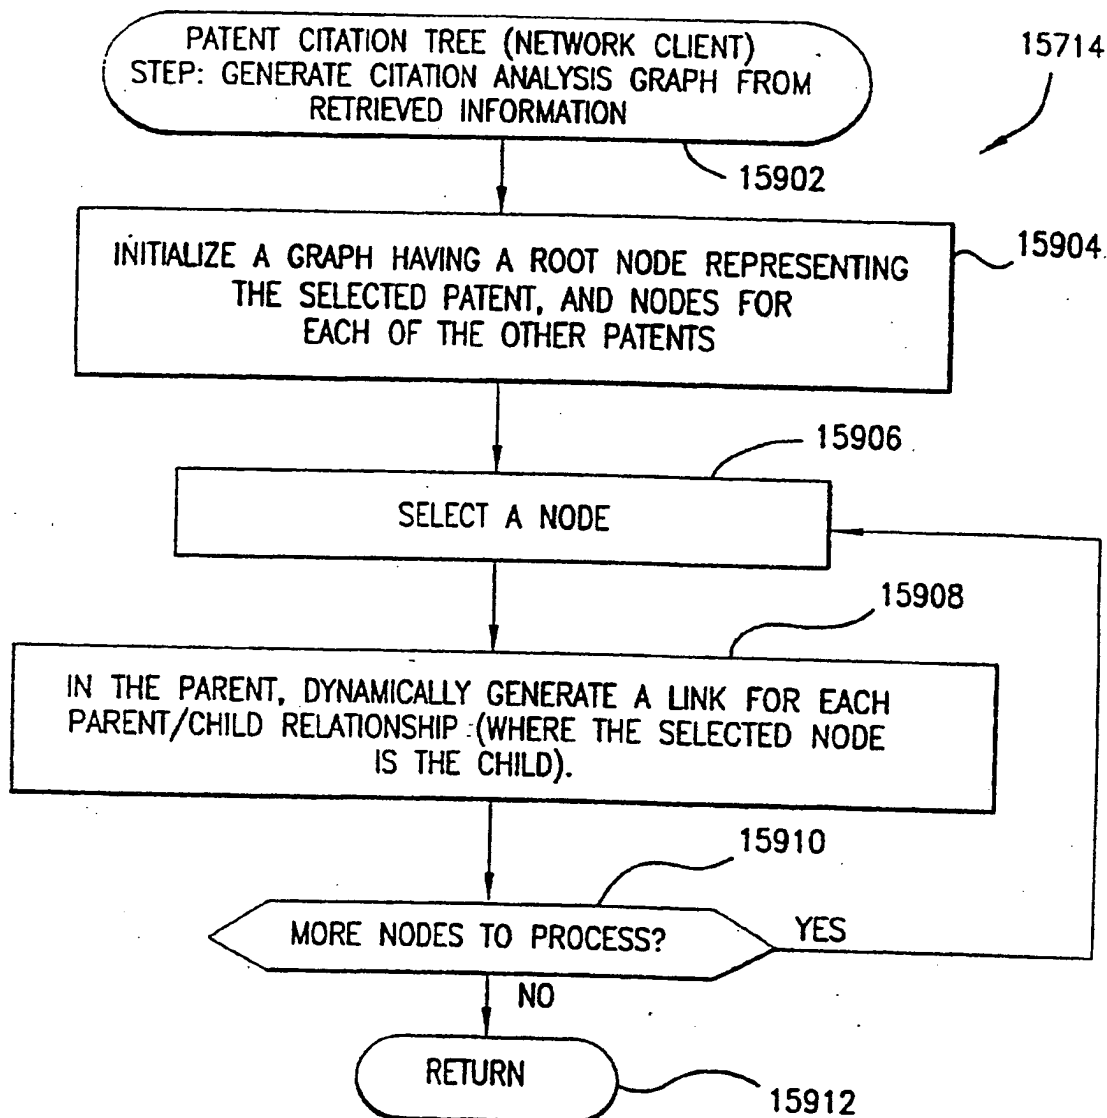 PATENT CITATION TREE (NETWORK CLIENT)
STEP: GENERATE CITATION ANALYSIS GRAPH FROM
RETRIEVED INFORMATION
15714
15902
INITIALIZE A GRAPH HAVING A ROOT NODE REPRESENTING
THE SELECTED PATENT, AND NODES FOR
EACH OF THE OTHER PATENTS
15904
15906
SELECT A NODE
15908
IN THE PARENT, DYNAMICALLY GENERATE A LINK FOR EACH
PARENT/CHILD RELATIONSHIP (WHERE THE SELECTED NODE
IS THE CHILD).
15910
MORE NODES TO PROCESS?
YES
NO
RETURN
15912